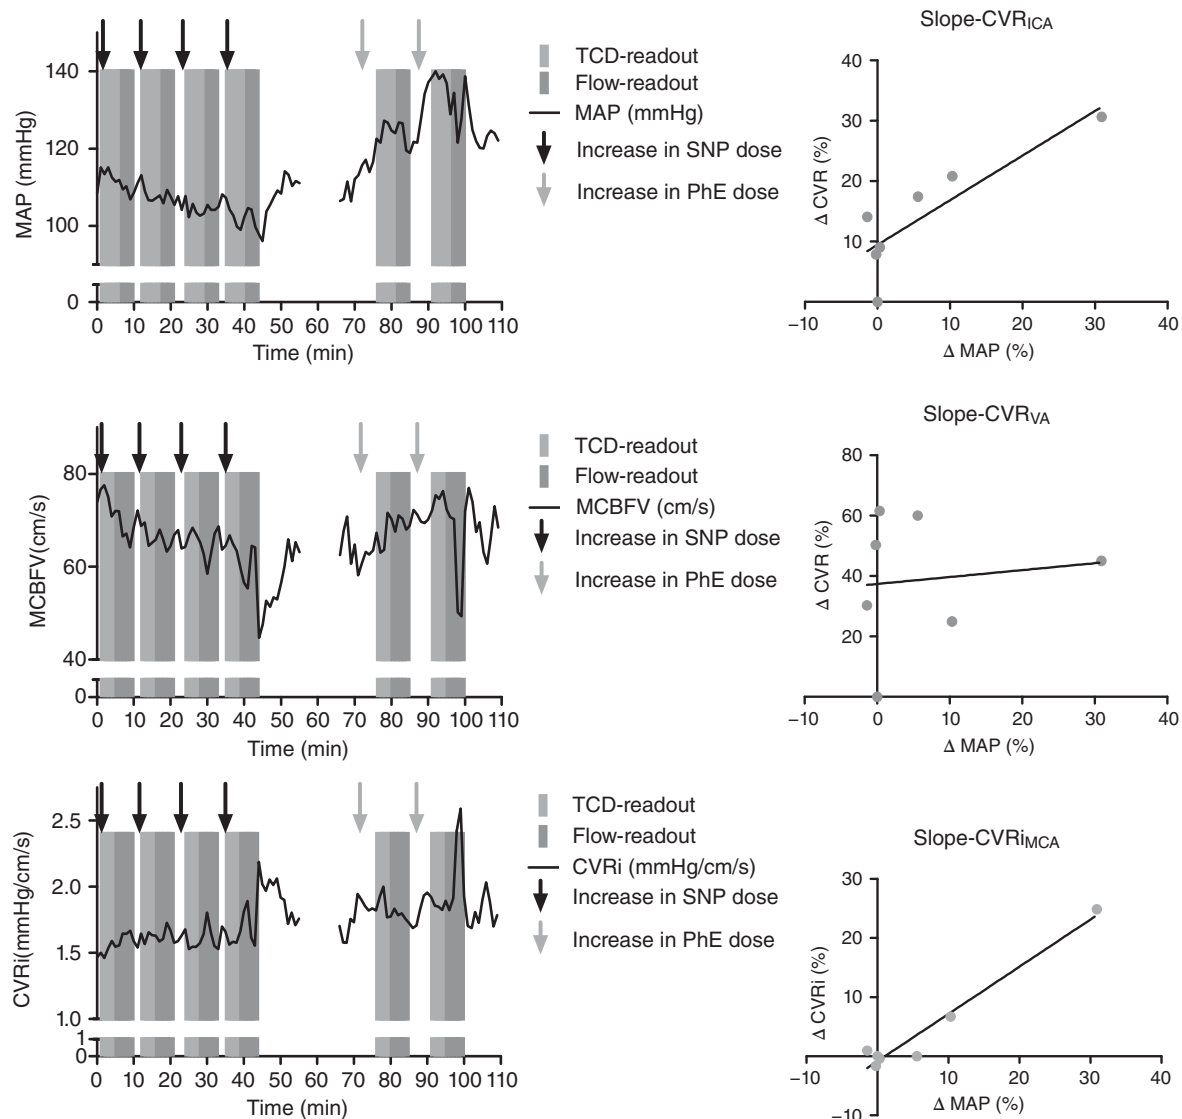 MAP (mmHg)
140
120
100
0
0 10 20 30 40 50 60 70 80 90 100 110
Time (min)
TCD-readout
Flow-readout
MAP (mmHg)
Increase in SNP dose
Increase in PhE dose
Slope-CVRICA
Δ CVR (%)
40
30
20
10
−10 0 10 20 30 40
Δ MAP (%)
MCBFV(cm/s)
80
60
40
0
0 10 20 30 40 50 60 70 80 90 100 110
Time (min)
TCD-readout
Flow-readout
MCBFV (cm/s)
Increase in SNP dose
Increase in PhE dose
Slope-CVRVA
Δ CVR (%)
80
60
40
20
−10 0 10 20 30 40
Δ MAP (%)
CVRi(mmHg/cm/s)
2.5
2.0
1.5
1.0
1
0
0 10 20 30 40 50 60 70 80 90 100 110
Time (min)
TCD-readout
Flow-readout
CVRi (mmHg/cm/s)
Increase in SNP dose
Increase in PhE dose
Slope-CVRiMCA
Δ CVRi (%)
30
20
10
−10 0 10 20 30 40
Δ MAP (%)
−10